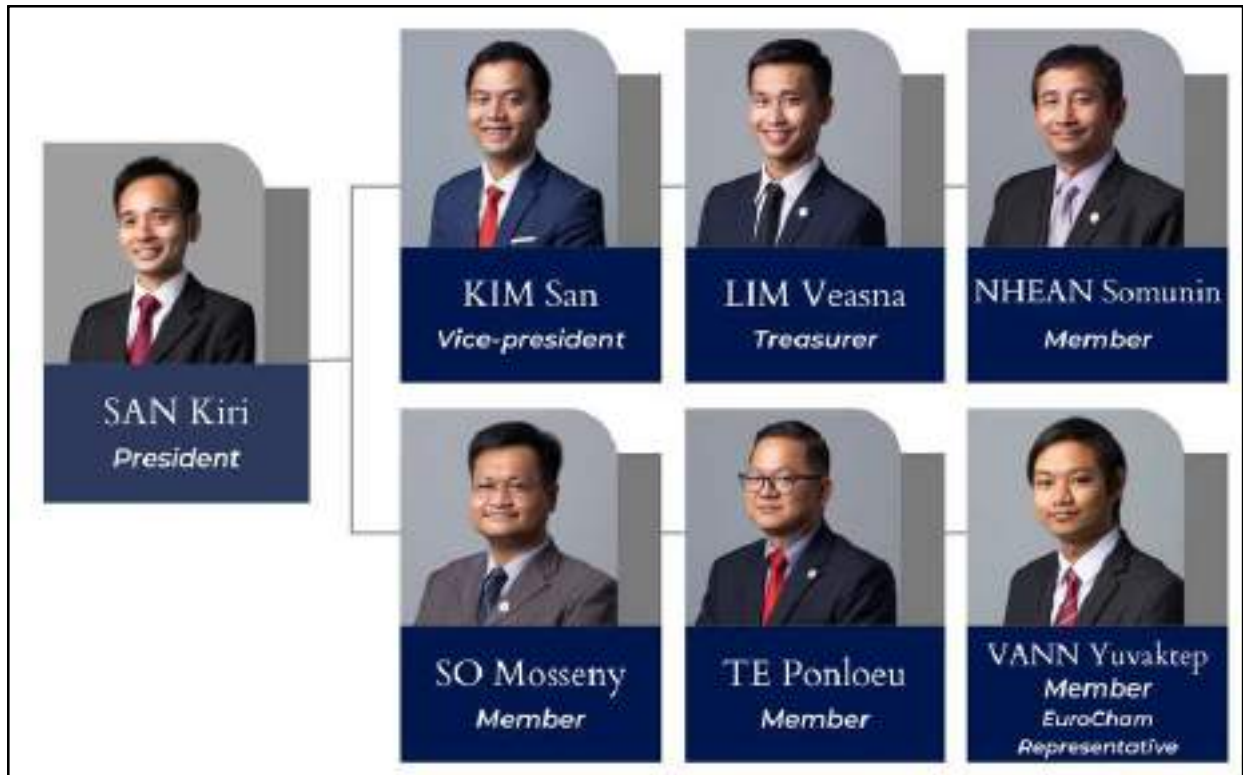 SAN Kiri
President
KIM San
Vice-president
LIM Veasna
Treasurer
NHEAN Somunin
Member
SO Mosseny
Member
TE Ponloeu
Member
VANN Yuvaktep
Member
EuroCham
Representative